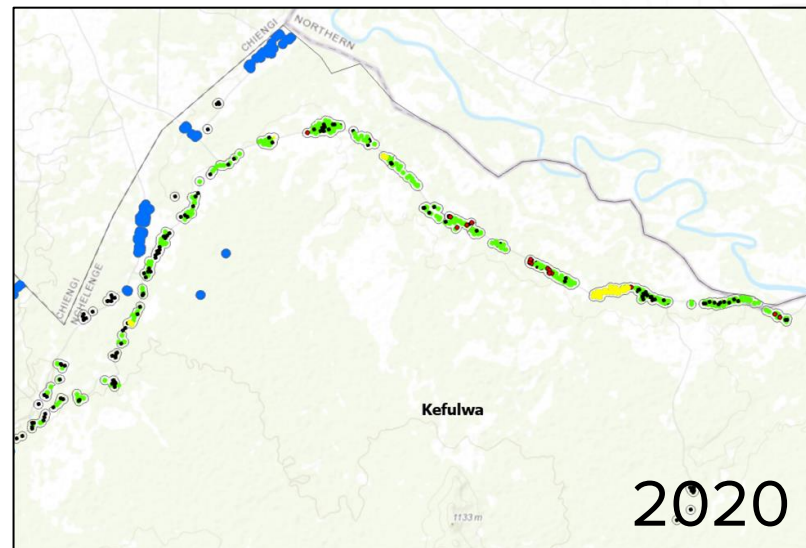 CHIENGI
NORTHERN
CHIENGI
NCHELENGE
Kefulwa
1133 m
2020